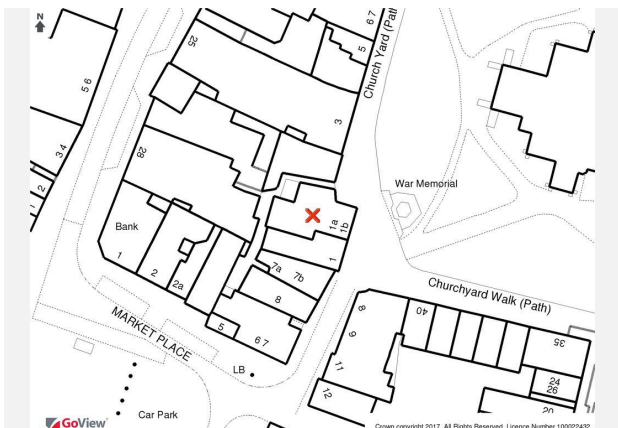 N
25
5 6
3 4
2
1
28
6 7
5
3
Church Yard (Path)
War Memorial
1a
1b
1
7a
7b
8
Bank
1
2
2a
5
6 7
MARKET PLACE
LB
Car Park
Churchyard Walk (Path)
8
9
11
12
40
35
24
26
20
GoView
Crown copyright 2017. All Rights Reserved. Licence Number 100022432